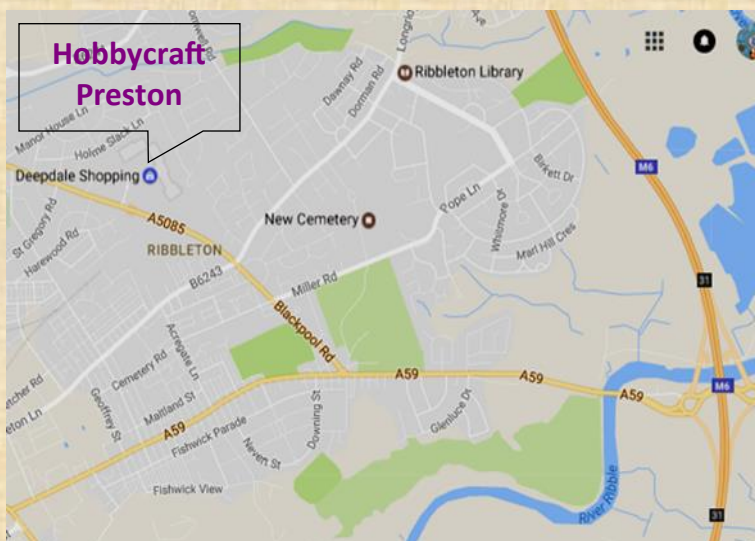 Hobbycraft
Preston
Manor House Ln
Holme Slack Ln
Deepdale Shopping
St Gregory Rd
Harewood Rd
A5085
RIBBLETON
B6243
Dawnay Rd
Dorman Rd
Ribbleton Library
New Cemetery
Pope Ln
Whitmore Dr
Birkett Dr
Marl Hill Cres
M6
31
Miller Rd
Blackpool Rd
Acregate Ln
Cemetery Rd
Geoffrey St
Maitland St
A59
Fishwick Parade
Nevert St
Downing St
Fishwick View
A59
Glenluce Dr
A59
A59
M6
River Ribble
31